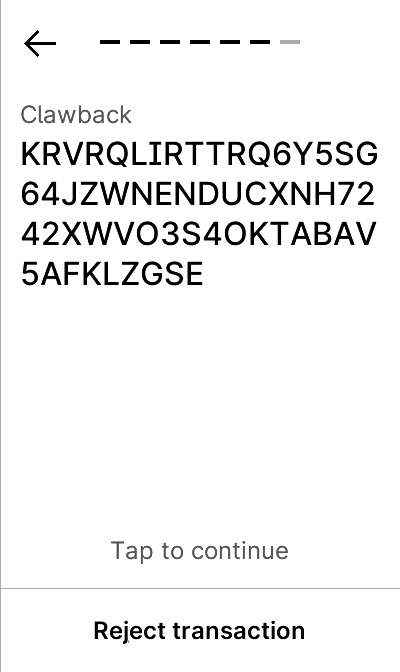 Clawback
KRVRQLIRTTRQ6Y5SG
64JZWNENDUCXNH72
42XWVO3S4OKTABAV
5AFKLZGSE
Tap to continue
Reject transaction